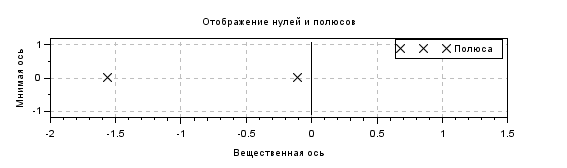 Отображение нулей и полюсов
Полюса
Мнимая ось
1
0
-1
-2 -1.5 -1 -0.5 0 0.5 1 1.5
Вещественная ось